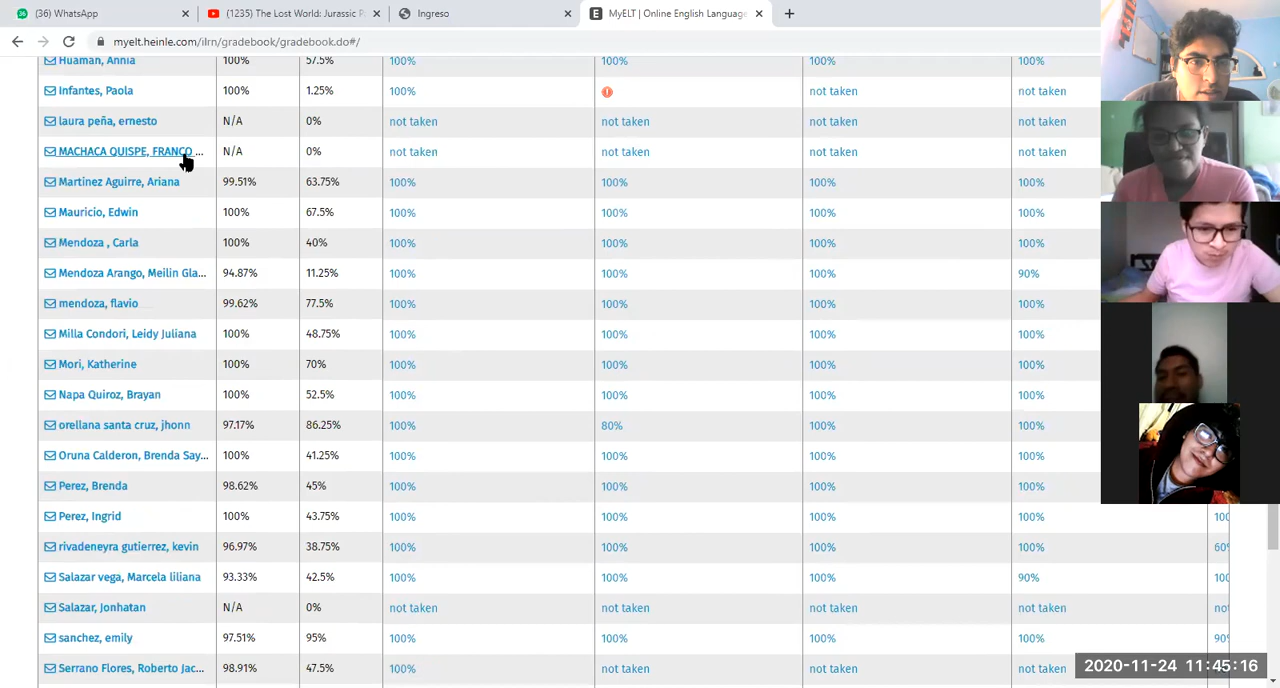 (36) WhatsApp (1235) The Lost World: Jurassic P Ingreso MyELT | Online English Language
myelt.heinle.com/ilrn/gradebook/gradebook.do#/
Huaman, Annia 100% 57.5% 100% 100% 100% 100%
Infantes, Paola 100% 1.25% 100% not taken not taken
laura peña, ernesto N/A 0% not taken not taken not taken not taken
MACHACA QUISPE, FRANCO ... N/A 0% not taken not taken not taken not taken
Martinez Aguirre, Ariana 99.51% 63.75% 100% 100% 100% 100%
Mauricio, Edwin 100% 67.5% 100% 100% 100% 100%
Mendoza , Carla 100% 40% 100% 100% 100% 100%
Mendoza Arango, Meilin Gla... 94.87% 11.25% 100% 100% 100% 90%
mendoza, flavio 99.62% 77.5% 100% 100% 100% 100%
Milla Condori, Leidy Juliana 100% 48.75% 100% 100% 100% 100%
Mori, Katherine 100% 70% 100% 100% 100% 100%
Napa Quiroz, Brayan 100% 52.5% 100% 100% 100% 100%
orellana santa cruz, jhonn 97.17% 86.25% 100% 80% 100% 100%
Oruna Calderon, Brenda Say... 100% 41.25% 100% 100% 100% 100%
Perez, Brenda 98.62% 45% 100% 100% 100% 100%
Perez, Ingrid 100% 43.75% 100% 100% 100% 100% 100
rivadeneyra gutierrez, kevin 96.97% 38.75% 100% 100% 100% 100% 60%
Salazar vega, Marcela liliana 93.33% 42.5% 100% 100% 100% 90% 100
Salazar, Jonhatan N/A 0% not taken not taken not taken not taken not
sanchez, emily 97.51% 95% 100% 100% 100% 100% 90%
Serrano Flores, Roberto Jac... 98.91% 47.5% 100% not taken not taken not taken
2020-11-24 11:45:16